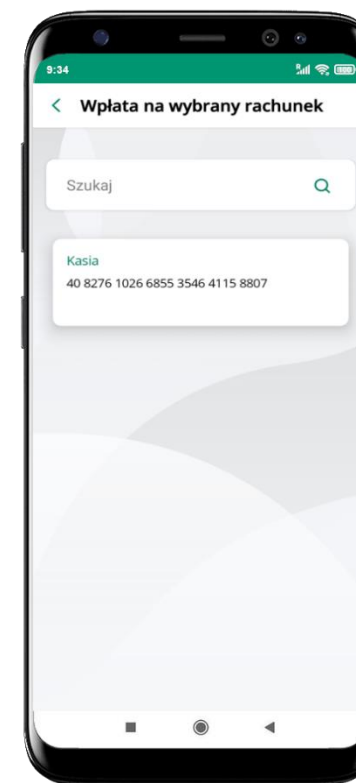 9:34
Wpłata na wybrany rachunek
Szukaj
Kasia
40 8276 1026 6855 3546 4115 8807